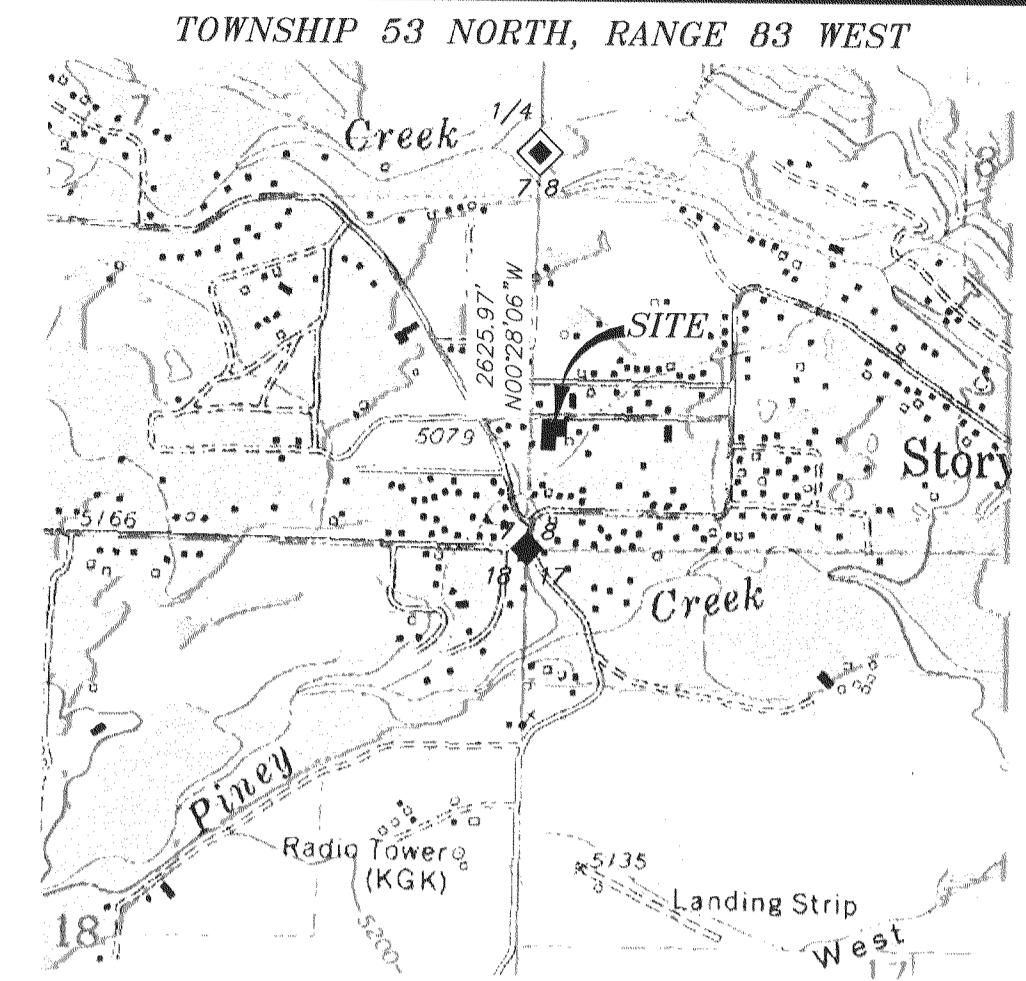 TOWNSHIP 53 NORTH, RANGE 83 WEST
1/4
Creek
7 8
8
2625.97'
N00°28'06"W
SITE
5079
Story
5166
8
18 17
Creek
Piney
Radio Tower
(KGK)
5135
Landing Strip
18
5200
West
17